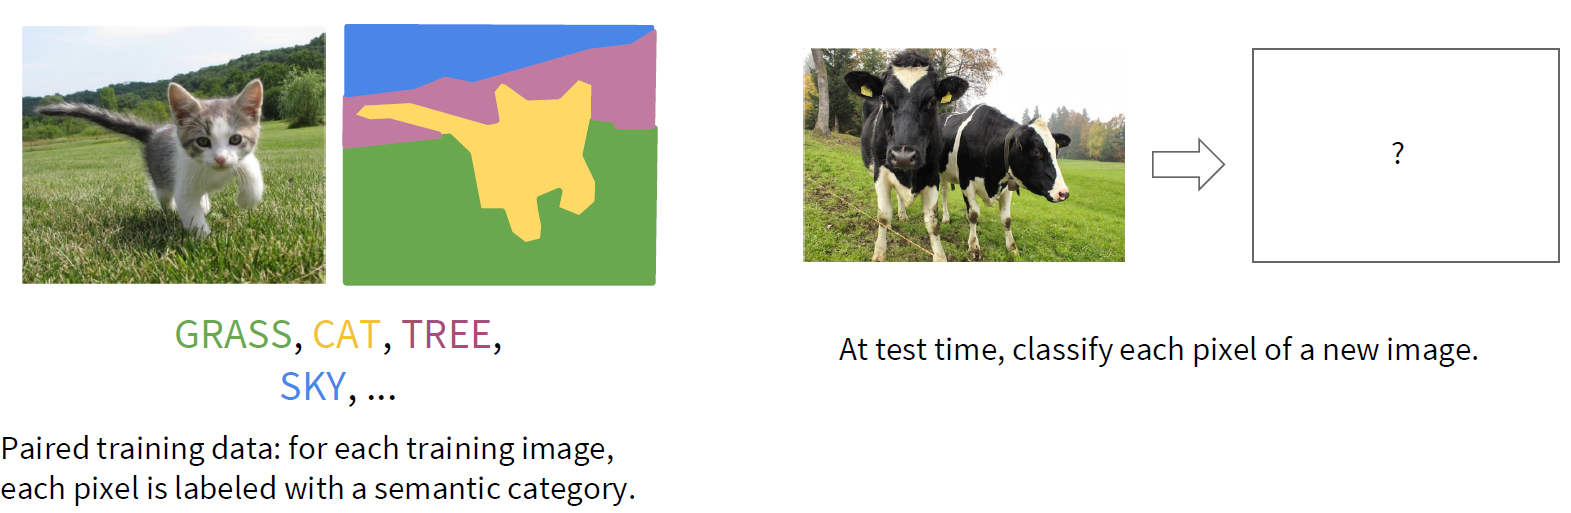 GRASS, CAT, TREE,
SKY, ...
Paired training data: for each training image,
each pixel is labeled with a semantic category.
?
At test time, classify each pixel of a new image.